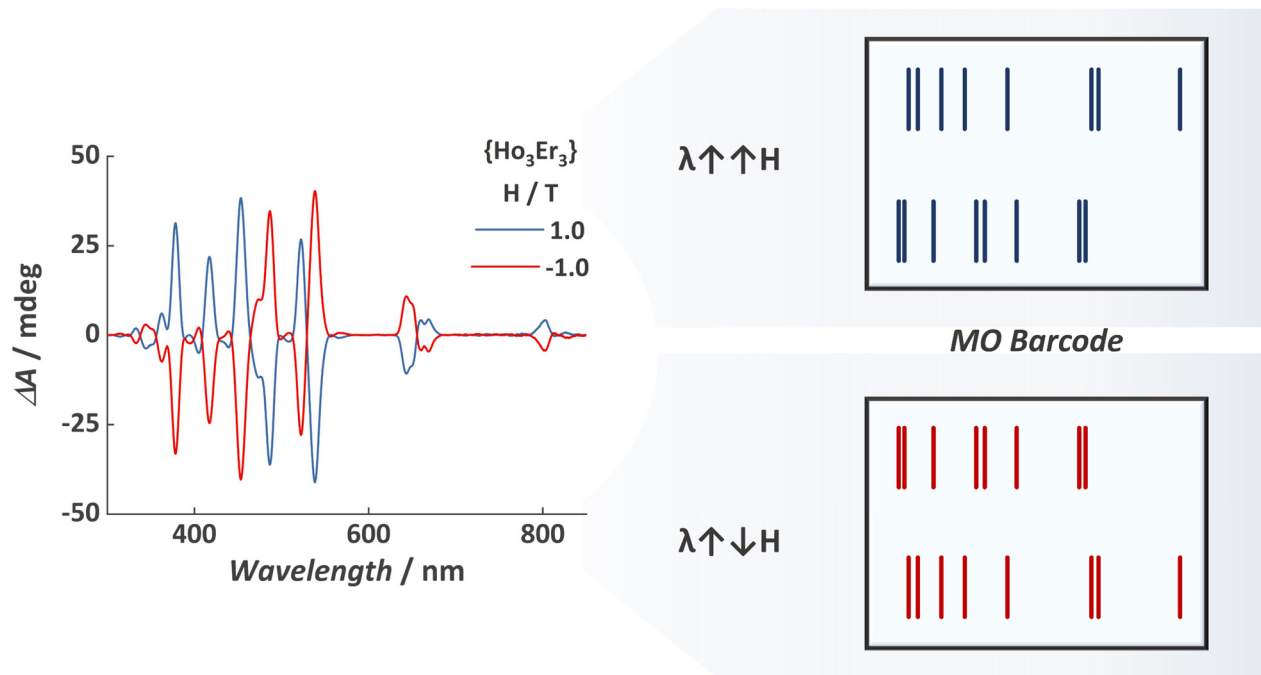 50
25
0
-25
-50
ΔA / mdeg
400
600
800
Wavelength / nm
{Ho₃Er₃}
H / T
1.0
-1.0
λ↑↑H
MO Barcode
λ↑↓H